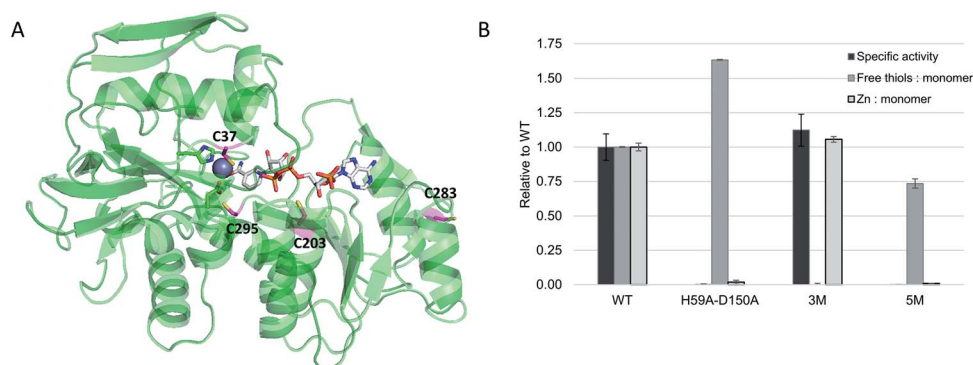 A
C37
C295
C203
C283
B
Relative to WT
1.75
1.50
1.25
1.00
0.75
0.50
0.25
0.00
Specific activity
Free thiols : monomer
Zn : monomer
WT H59A-D150A 3M 5M